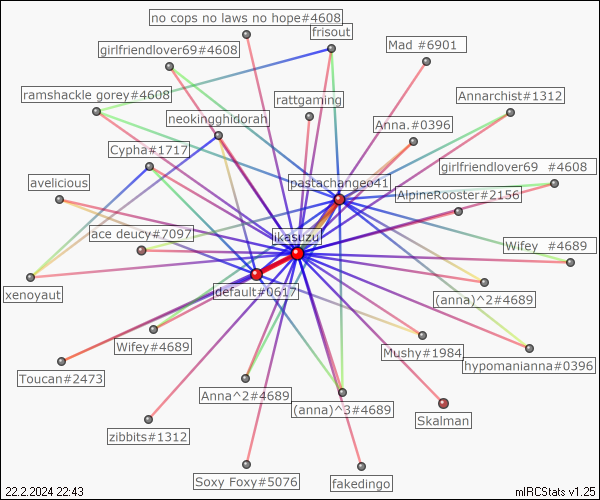 no cops no laws no hope#4608
frisout
girlfriendlover69#4608
Mad #6901
ramshackle gorey#4608
rattgaming
Annarchist#1312
neokingghidorah
Anna.#0396
Cypha#1717
girlfriendlover69 #4608
avelicious
pastachangeo41
AlpineRooster#2156
ace deucy#7097
ikasuzu
Wifey #4689
xenoyaut
default#0617
(anna)^2#4689
Wifey#4689
Mushy#1984
hypomanianna#0396
Toucan#2473
Anna^2#4689
(anna)^3#4689
Skalman
zibbits#1312
Soxy Foxy#5076
fakedingo
22.2.2024 22:43
mIRCStats v1.25